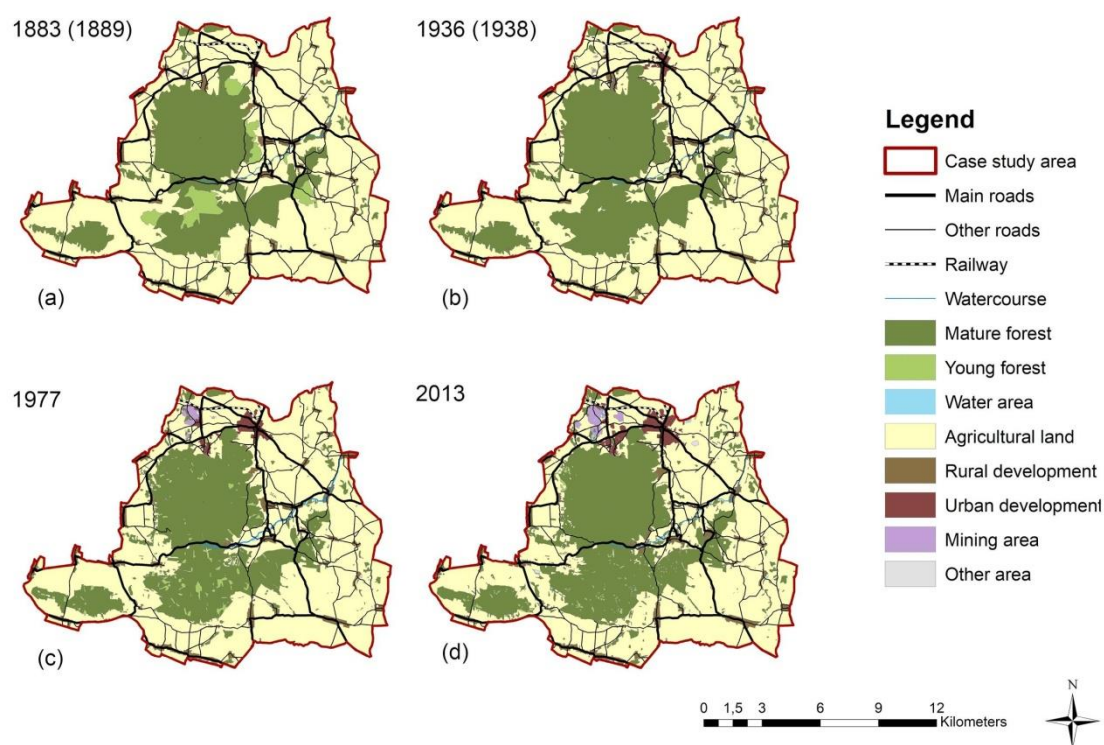 1883 (1889)
1936 (1938)
(a)
(b)
1977
2013
(c)
(d)
Legend
Case study area
Main roads
Other roads
Railway
Watercourse
Mature forest
Young forest
Water area
Agricultural land
Rural development
Urban development
Mining area
Other area
0 1,5 3 6 9 12
Kilometers
N